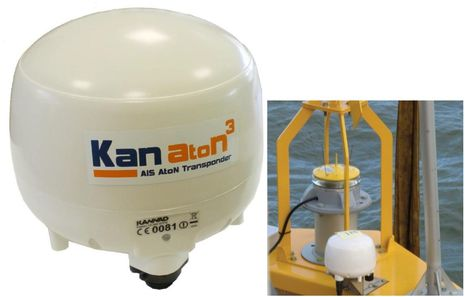 Kan AtoN3
AIS AtoN Transponder
KANNAD
CE 0081